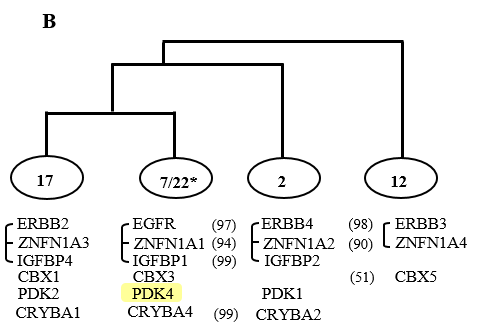 B
17 7/22* 2 12
ERBB2 EGFR (97) ERBB4 (98) ERBB3
ZNFN1A3 ZNFN1A1 (94) ZNFN1A2 (90) ZNFN1A4
IGFBP4 IGFBP1 (99) IGFBP2
CBX1 CBX3 (51) CBX5
PDK2 PDK4 PDK1
CRYBA1 CRYBA4 (99) CRYBA2